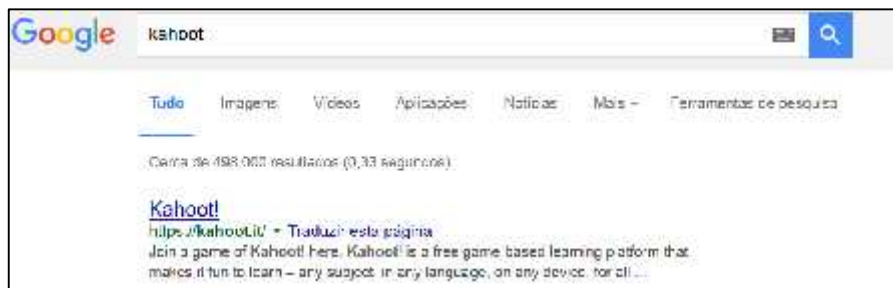 Google kahoot
Tudo Imagens Vídeos Aplicações Notícias Mais Ferramentas de pesquisa
Cerca de 498 000 resultados (0,33 segundos)
Kahoot!
https://kahoot.it/ Traduzir esta página
Join a game of Kahoot! here. Kahoot! is a free game based learning platform that
makes it fun to learn – any subject, in any language, on any device, for all ...